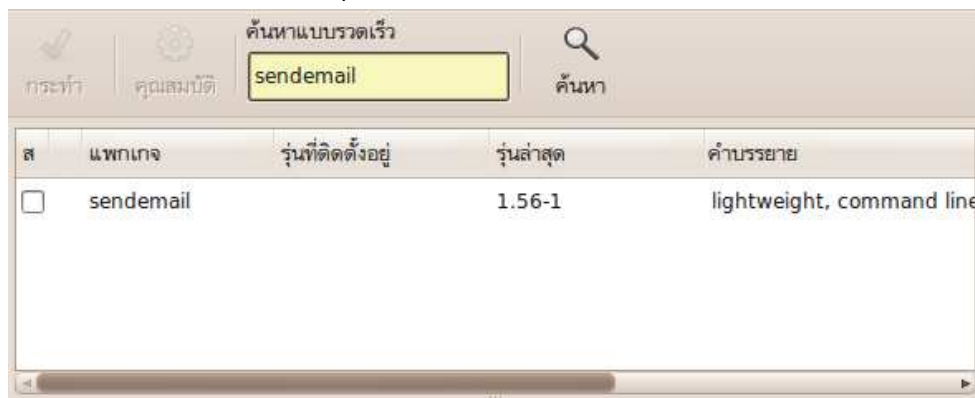 ค้นหาแบบรวดเร็ว
กระทำ คุณสมบัติ sendemail ค้นหา
ส แพกเกจ รุ่นที่ติดตั้งอยู่ รุ่นล่าสุด คำบรรยาย
sendemail 1.56-1 lightweight, command line